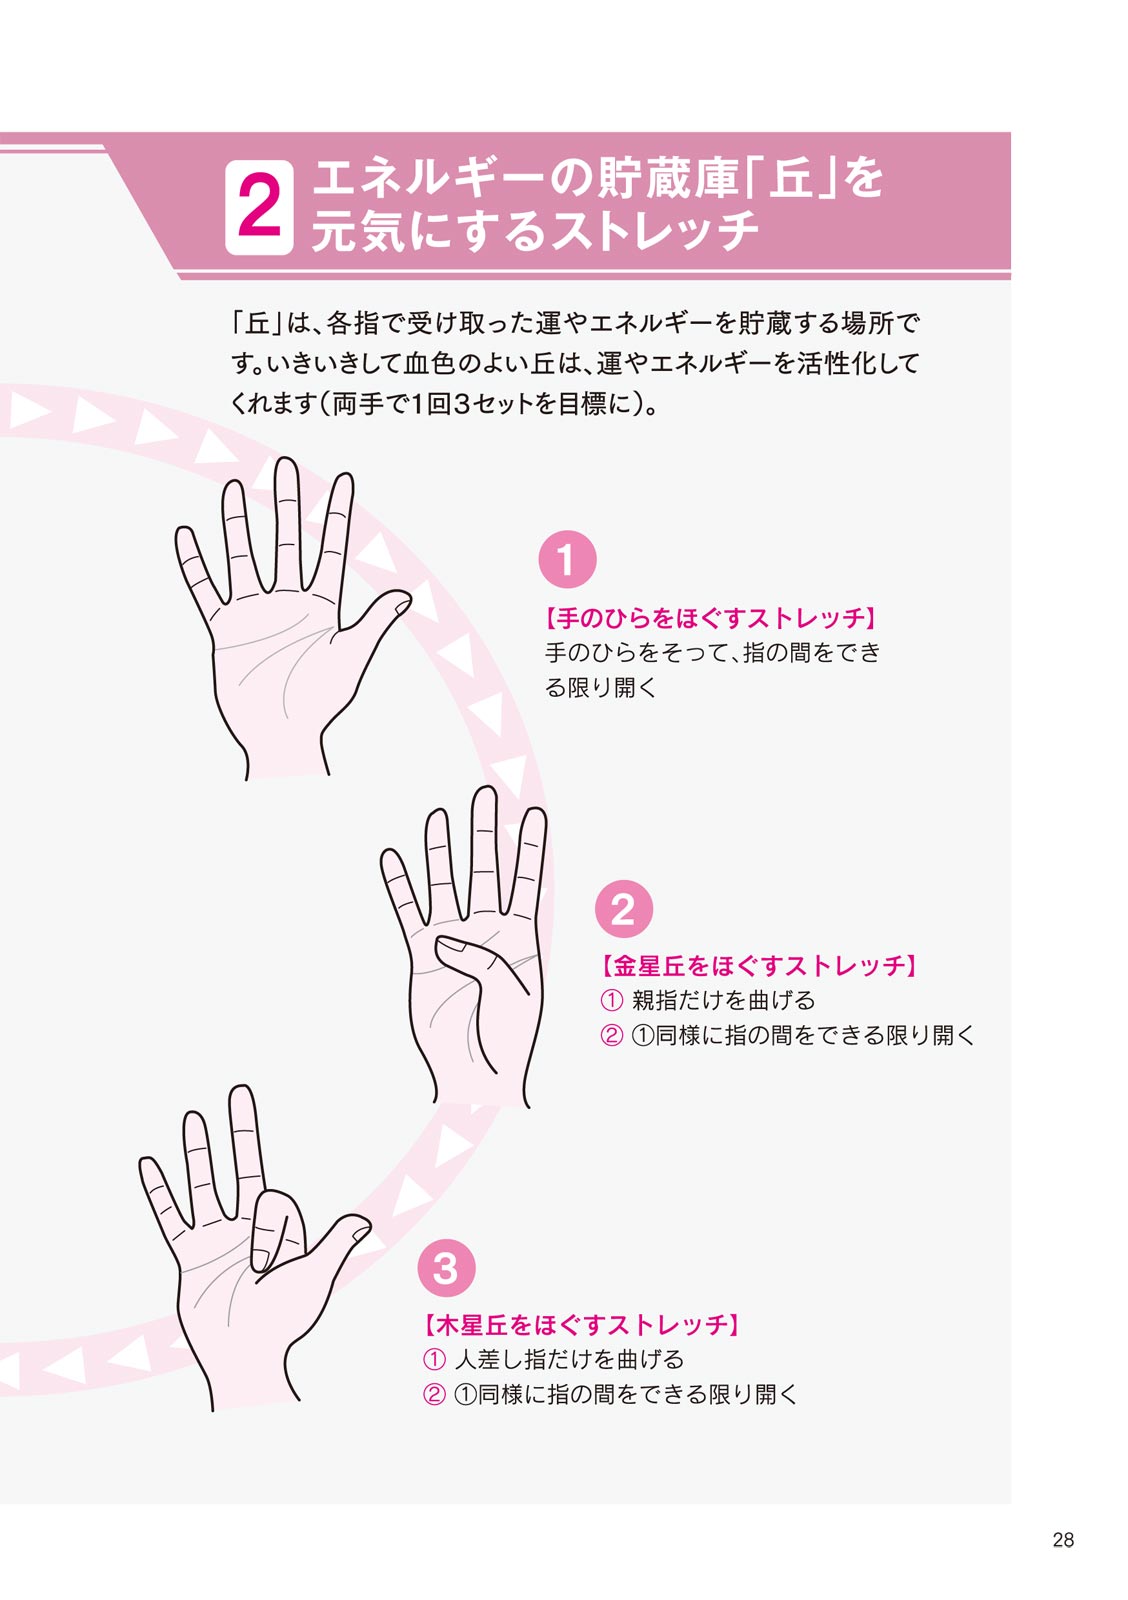 2
エネルギーの貯蔵庫「丘」を
元気にするストレッチ
「丘」は、各指で受け取った運やエネルギーを貯蔵する場所で
す。いきいきして血色のよい丘は、運やエネルギーを活性化して
くれます（両手で1回3セットを目標に）。
1
【手のひらをほぐすストレッチ】
手のひらをそって、指の間をでき
る限り開く
2
【金星丘をほぐすストレッチ】
① 親指だけを曲げる
② ①同様に指の間をできる限り開く
3
【木星丘をほぐすストレッチ】
① 人差し指だけを曲げる
② ①同様に指の間をできる限り開く
28